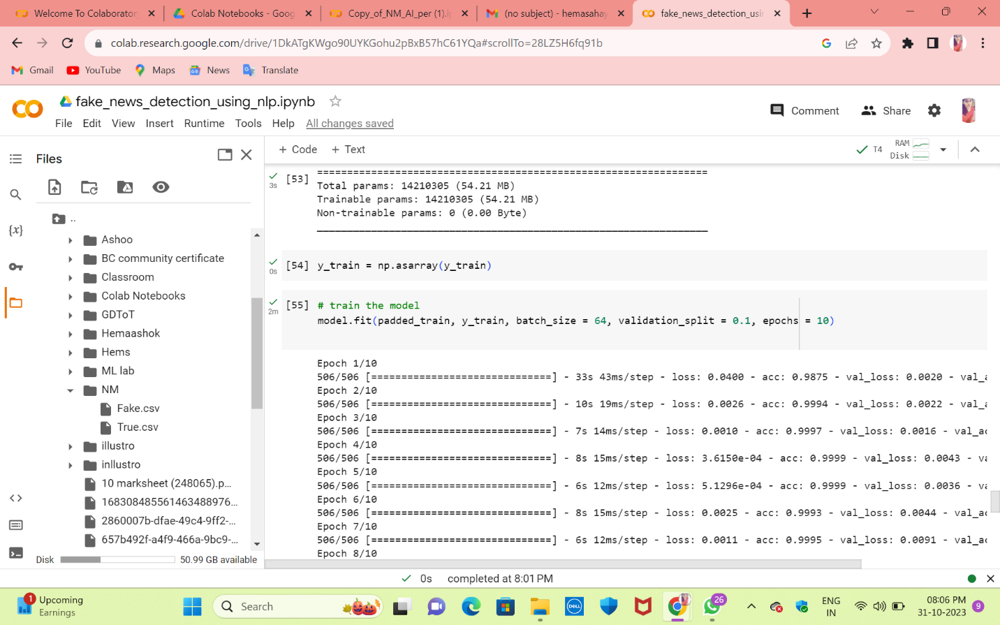 Welcome To Colaborator
Colab Notebooks - Goog
Copy_of_NM_AI_per (1).i
(no subject) - hemasahay
fake_news_detection_usin
colab.research.google.com/drive/1DkATgKWgo90UYKGohu2pBxB57hC61YQa#scrollTo=28LZ5H6fq91b
Gmail YouTube Maps News Translate
fake_news_detection_using_nlp.ipynb
Comment Share
File Edit View Insert Runtime Tools Help All changes saved
Files
+ Code + Text
T4 RAM
Disk
..
Ashoo
BC community certificate
Classroom
Colab Notebooks
GDToT
Hemaashok
Hems
ML lab
NM
Fake.csv
True.csv
illustro
inllustro
10 marksheet (248065).p...
168308485561463488976...
2860007b-dfae-49c4-9ff2-...
657b492f-a4f9-466a-9bc9-...
Disk 50.99 GB available
3s [53]
=================================================================
Total params: 14210305 (54.21 MB)
Trainable params: 14210305 (54.21 MB)
Non-trainable params: 0 (0.00 Byte)
_________________________________________________________________
0s [54] y_train = np.asarray(y_train)
2m [55] # train the model
model.fit(padded_train, y_train, batch_size = 64, validation_split = 0.1, epochs = 10)
Epoch 1/10
506/506 [==============================] - 33s 43ms/step - loss: 0.0400 - acc: 0.9875 - val_loss: 0.0020 - val_a
Epoch 2/10
506/506 [==============================] - 10s 19ms/step - loss: 0.0026 - acc: 0.9994 - val_loss: 0.0022 - val_a
Epoch 3/10
506/506 [==============================] - 7s 14ms/step - loss: 0.0010 - acc: 0.9997 - val_loss: 0.0016 - val_ac
Epoch 4/10
506/506 [==============================] - 8s 15ms/step - loss: 3.6150e-04 - acc: 0.9999 - val_loss: 0.0043 - va
Epoch 5/10
506/506 [==============================] - 6s 12ms/step - loss: 5.1296e-04 - acc: 0.9999 - val_loss: 0.0036 - va
Epoch 6/10
506/506 [==============================] - 8s 15ms/step - loss: 0.0025 - acc: 0.9993 - val_loss: 0.0044 - val_ac
Epoch 7/10
506/506 [==============================] - 6s 12ms/step - loss: 0.0011 - acc: 0.9995 - val_loss: 0.0091 - val_ac
Epoch 8/10
0s completed at 8:01 PM
1 Upcoming
Earnings
Search
DELL
26
ENG
IN
08:06 PM
31-10-2023
9